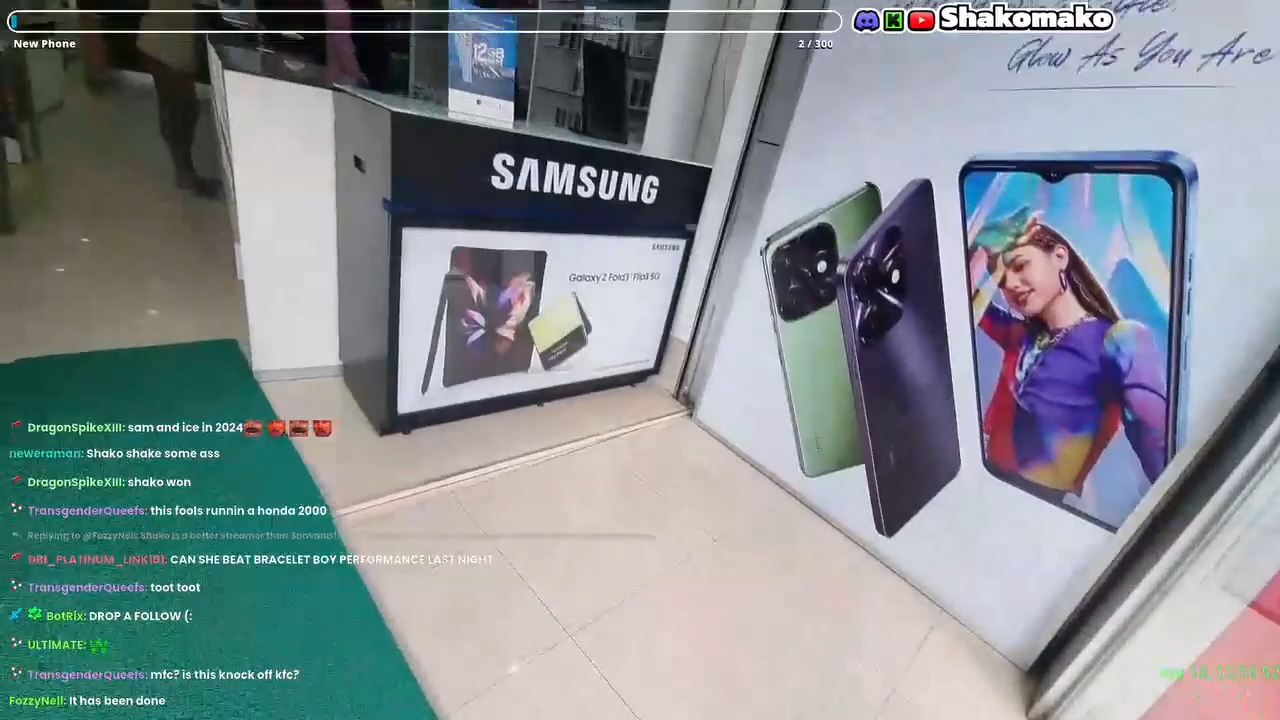 Shakomako
New Phone
2 / 300
Glow As You Are
12GB
SAMSUNG
SAMSUNG
Galaxy Z Fold3 | Flip3 5G
DragonSpikeXIII: sam and ice in 2024
neweraman: Shako shake some ass
DragonSpikeXIII: shako won
TransgenderQueefs: this fools runnin a honda 2000
Replying to @FozzyNell: Shako is a better streamer than
DBL_PLATINUM_LINK101: CAN SHE BEAT BRACELET BOY PERFORMANCE LAST NIGHT
TransgenderQueefs: toot toot
BotRix: DROP A FOLLOW (:
ULTIMATE: W
TransgenderQueefs: mfc? is this knock off kfc?
FozzyNell: It has been done